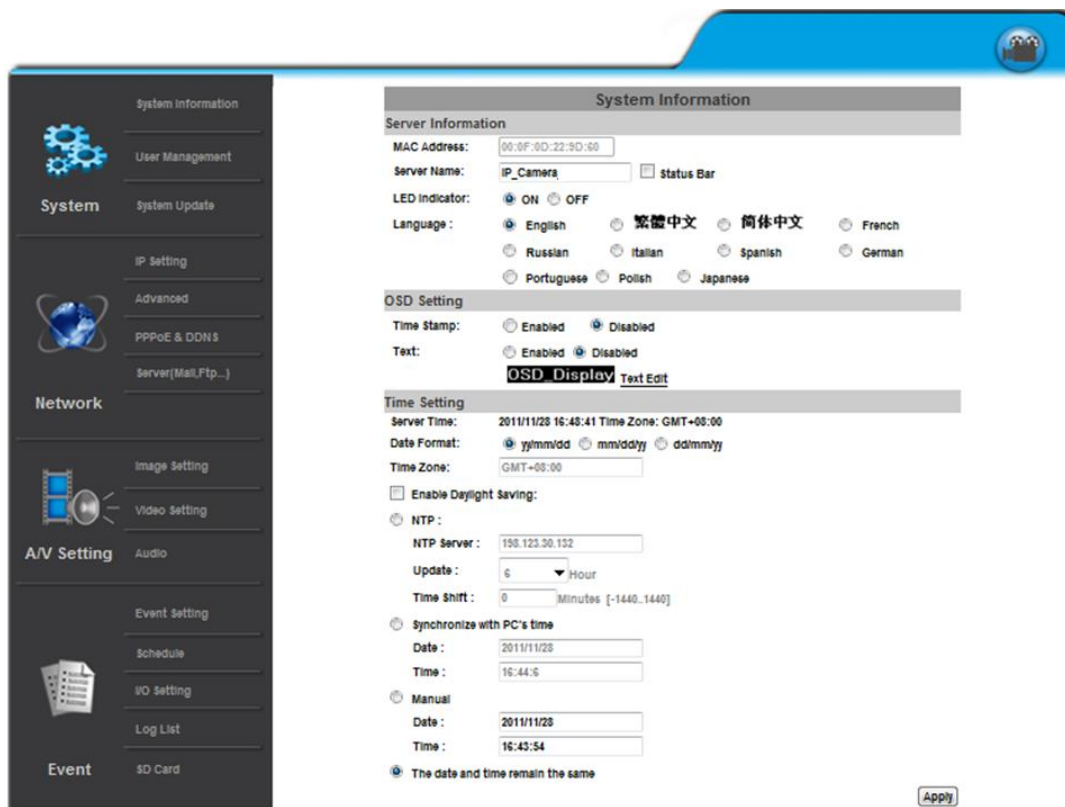 System Information
User Management
System
System Update
IP Setting
Advanced
PPPoE & DDNS
Server(Mail,Ftp...)
Network
Image Setting
Video Setting
A/V Setting
Audio
Event Setting
Schedule
I/O Setting
Log List
Event
SD Card
System Information
Server Information
MAC Address: 00:0F:0D:22:9D:60
Server Name: IP_Camera Status Bar
LED Indicator: ON OFF
Language : English 繁體中文 简体中文 French
Russian Italian Spanish German
Portuguese Polish Japanese
OSD Setting
Time Stamp: Enabled Disabled
Text: Enabled Disabled
OSD_Display Text Edit
Time Setting
Server Time: 2011/11/28 16:48:41 Time Zone: GMT+08:00
Date Format: yy/mm/dd mm/dd/yy dd/mm/yy
Time Zone: GMT+08:00
Enable Daylight Saving:
NTP :
NTP Server : 198.123.30.132
Update : 6 Hour
Time Shift : 0 Minutes [-1440..1440]
Synchronize with PC's time
Date : 2011/11/28
Time : 16:44:6
Manual
Date : 2011/11/28
Time : 16:43:54
The date and time remain the same
Apply